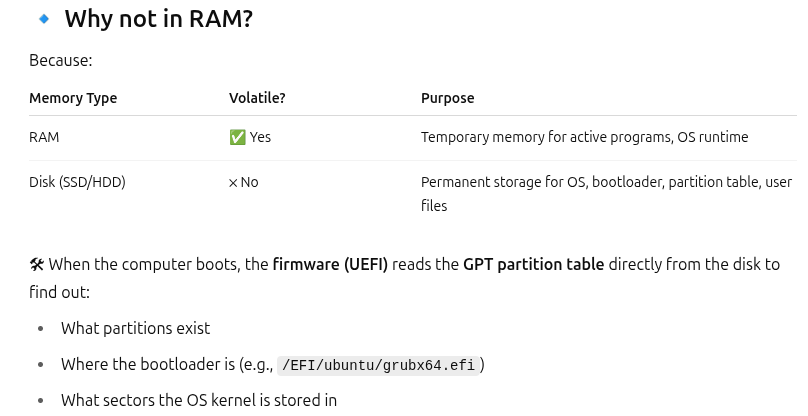 🔹 Why not in RAM?
Because:
Memory Type Volatile? Purpose
RAM ✅ Yes Temporary memory for active programs, OS runtime
Disk (SSD/HDD) × No Permanent storage for OS, bootloader, partition table, user
files
🛠 When the computer boots, the firmware (UEFI) reads the GPT partition table directly from the disk to
find out:
• What partitions exist
• Where the bootloader is (e.g., /EFI/ubuntu/grubx64.efi)
• What sectors the OS kernel is stored in